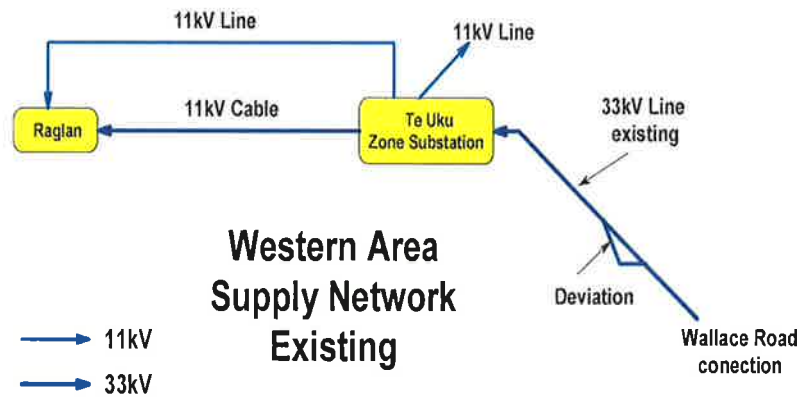 11kV Line
11kV Line
11kV Cable
Raglan
Te Uku
Zone Substation
33kV Line
existing
Deviation
Wallace Road
conection
Western Area
Supply Network
Existing
11kV
33kV